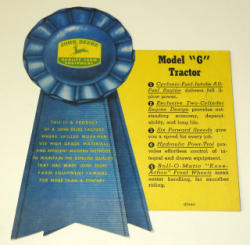 JOHN DEERE
QUALITY FARM
EQUIPMENT
THIS IS A PRODUCT
OF A JOHN DEERE FACTORY
WHERE SKILLED WORKMEN
USE HIGH GRADE MATERIALS
AND EFFICIENT MODERN METHODS
TO MAINTAIN THE GENUINE QUALITY
THAT HAS MADE JOHN DEERE
FARM EQUIPMENT FAMOUS
FOR MORE THAN A CENTURY
Model "G"
Tractor
1 Cyclonic-Fuel-Intake All-
Fuel Engine delivers full 3-
plow power.
2 Exclusive Two-Cylinder
Engine Design provides out-
standing economy, depend-
ability, and long life.
3 Six Forward Speeds give
you a speed for every job.
4 Hydraulic Powr-Trol pro-
vides effortless control of in-
tegral and drawn equipment.
5 Roll-O-Matic "Knee-
Action" Front Wheels mean
easier handling, for smoother
riding.